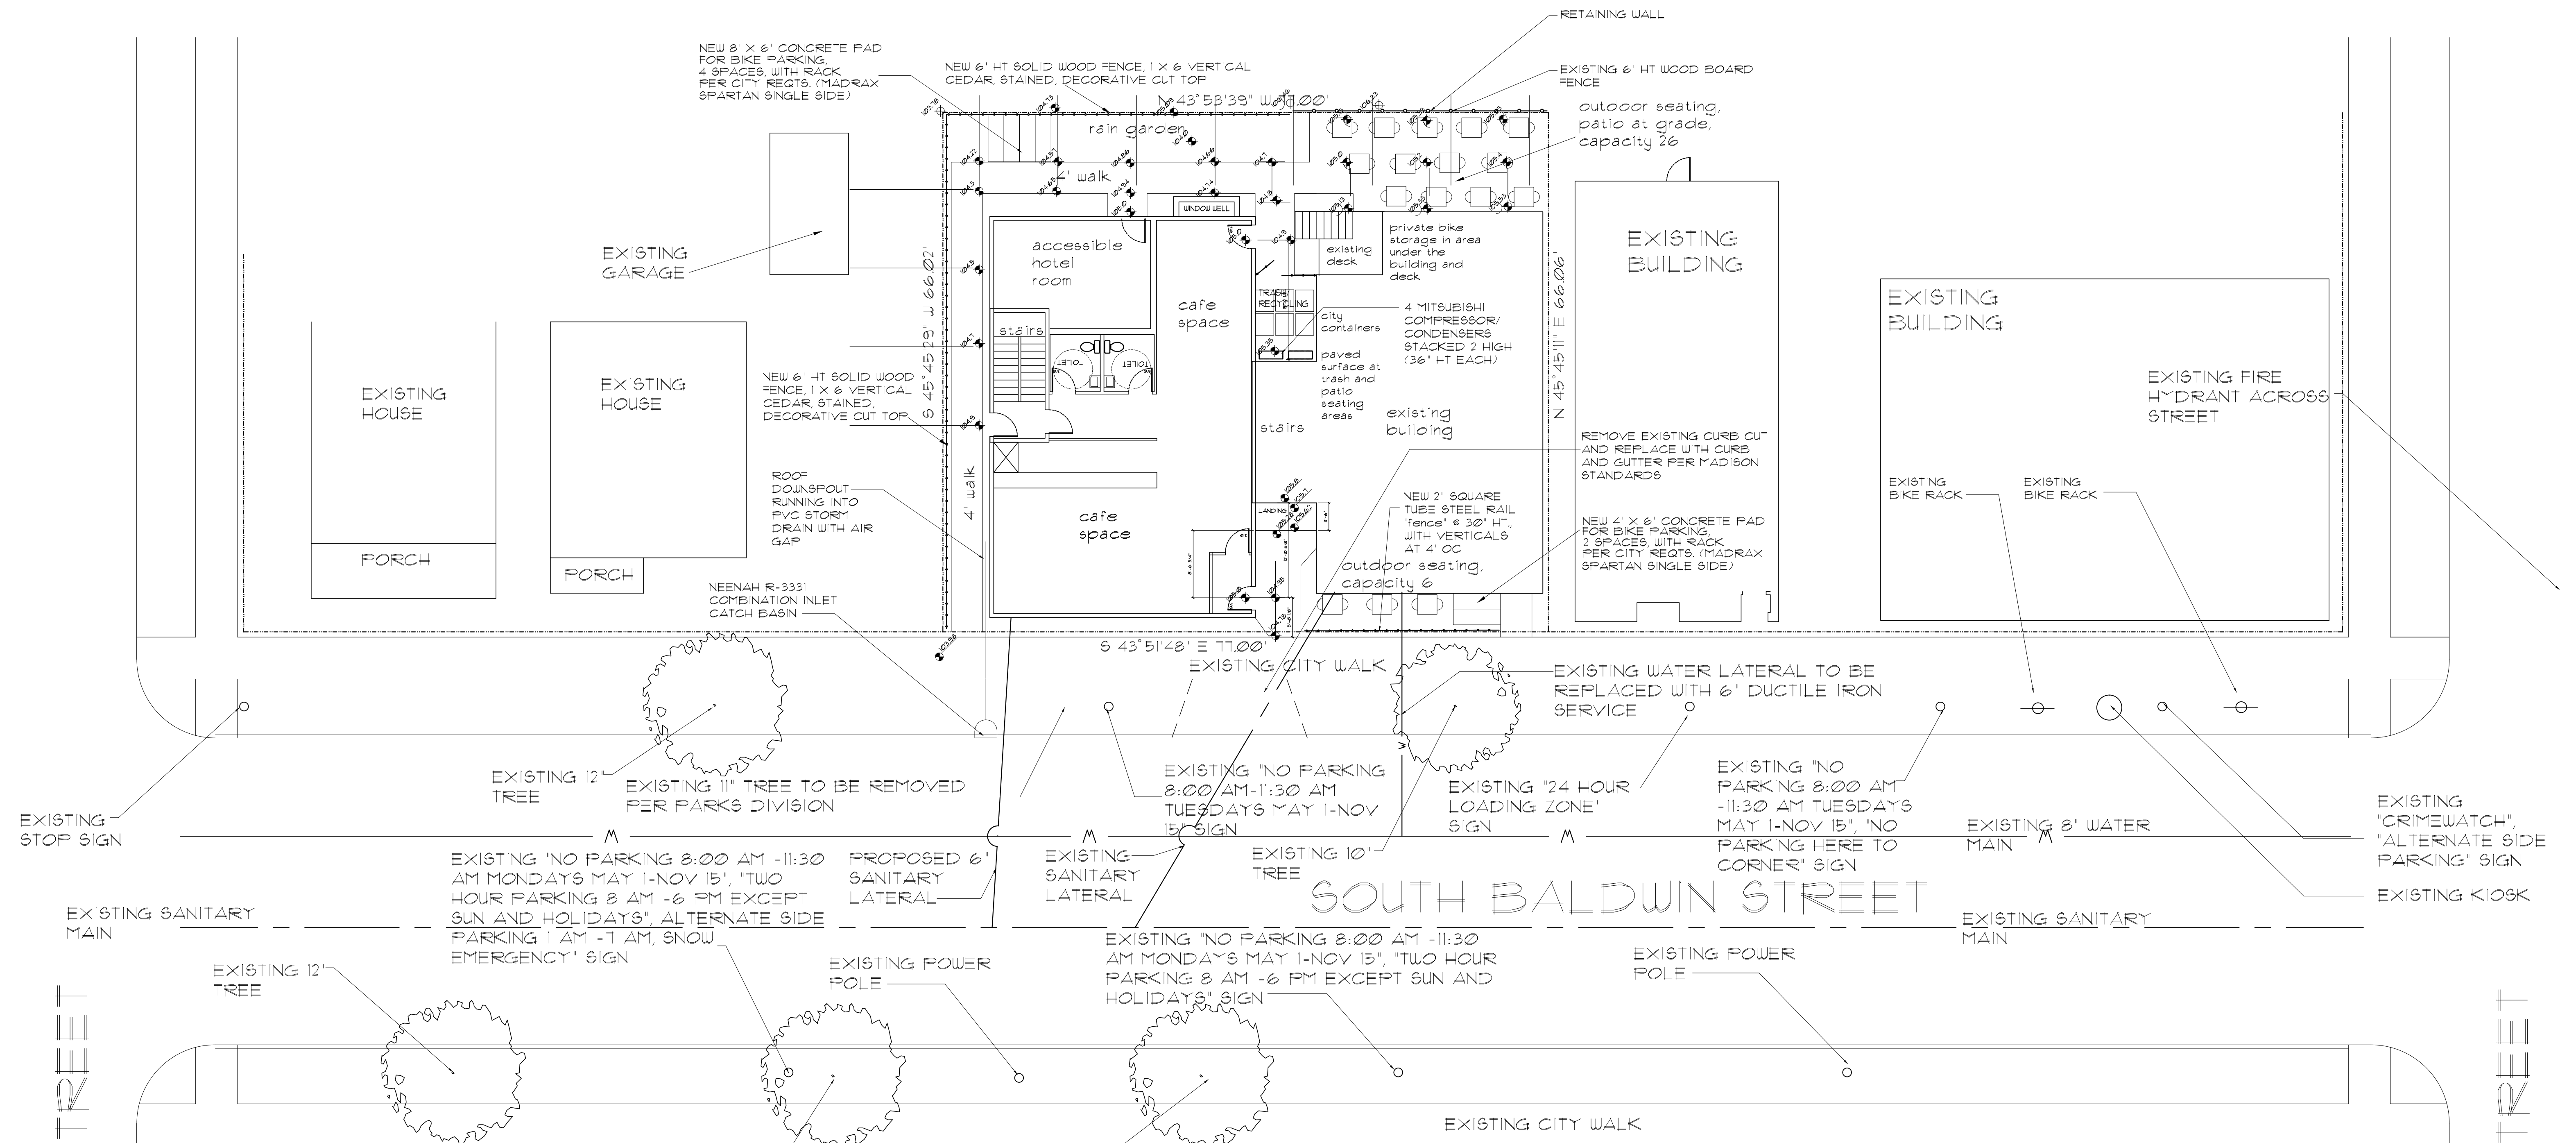 RETAINING WALL
NEW 8' X 6' CONCRETE PAD
FOR BIKE PARKING,
4 SPACES, WITH RACK
PER CITY REQTS. (MADRAX
SPARTAN SINGLE SIDE)
NEW 6' HT SOLID WOOD FENCE, 1 X 6 VERTICAL
CEDAR, STAINED, DECORATIVE CUT TOP
EXISTING 6' HT WOOD BOARD
FENCE
N 43°53'39" W
outdoor seating,
patio at grade,
capacity 26
rain garden
4' walk
WINDOW WELL
EXISTING
GARAGE
accessible
hotel
room
cafe
space
existing
deck
private bike
storage in area
under the
building and
deck
TRASH/
RECYCLING
city
containers
4 MITSUBISHI
COMPRESSOR/
CONDENSERS
STACKED 2 HIGH
(36" HT EACH)
paved
surface at
trash and
patio
seating
areas
stairs
TOILET
TOILET
S 45°45'29" W 66.02'
N 45°45'11" E 66.06'
EXISTING
BUILDING
EXISTING
BUILDING
EXISTING FIRE
HYDRANT ACROSS
STREET
EXISTING
HOUSE
EXISTING
HOUSE
NEW 6' HT SOLID WOOD
FENCE, 1 X 6 VERTICAL
CEDAR, STAINED,
DECORATIVE CUT TOP
stairs
existing
building
REMOVE EXISTING CURB CUT
AND REPLACE WITH CURB
AND GUTTER PER MADISON
STANDARDS
ROOF
DOWNSPOUT
RUNNING INTO
PVC STORM
DRAIN WITH AIR
GAP
4' walk
cafe
space
LANDING
NEW 2" SQUARE
TUBE STEEL RAIL
"fence" @ 30" HT.,
WITH VERTICALS
AT 4' OC
outdoor seating,
capacity 6
NEW 4' X 6' CONCRETE PAD
FOR BIKE PARKING,
2 SPACES, WITH RACK
PER CITY REQTS. (MADRAX
SPARTAN SINGLE SIDE)
EXISTING
BIKE RACK
EXISTING
BIKE RACK
PORCH
PORCH
NEENAH R-3331
COMBINATION INLET
CATCH BASIN
S 43°51'48" E 77.00'
EXISTING CITY WALK
EXISTING WATER LATERAL TO BE
REPLACED WITH 6" DUCTILE IRON
SERVICE
EXISTING
STOP SIGN
EXISTING 12"
TREE
EXISTING 11" TREE TO BE REMOVED
PER PARKS DIVISION
EXISTING "NO PARKING
8:00 AM-11:30 AM
TUESDAYS MAY 1-NOV
15" SIGN
EXISTING "24 HOUR
LOADING ZONE"
SIGN
EXISTING "NO
PARKING 8:00 AM
-11:30 AM TUESDAYS
MAY 1-NOV 15", "NO
PARKING HERE TO
CORNER" SIGN
EXISTING 8" WATER
MAIN
EXISTING
"CRIMEWATCH",
"ALTERNATE SIDE
PARKING" SIGN
EXISTING KIOSK
EXISTING "NO PARKING 8:00 AM -11:30
AM MONDAYS MAY 1-NOV 15", "TWO
HOUR PARKING 8 AM -6 PM EXCEPT
SUN AND HOLIDAYS", ALTERNATE SIDE
PARKING 1 AM -7 AM, SNOW
EMERGENCY" SIGN
PROPOSED 6"
SANITARY
LATERAL
EXISTING
SANITARY
LATERAL
EXISTING 10"
TREE
SOUTH BALDWIN STREET
EXISTING SANITARY
MAIN
EXISTING SANITARY
MAIN
EXISTING 12"
TREE
EXISTING POWER
POLE
EXISTING "NO PARKING 8:00 AM -11:30
AM MONDAYS MAY 1-NOV 15", "TWO HOUR
PARKING 8 AM -6 PM EXCEPT SUN AND
HOLIDAYS" SIGN
EXISTING POWER
POLE
EXISTING CITY WALK
TREET
TREET